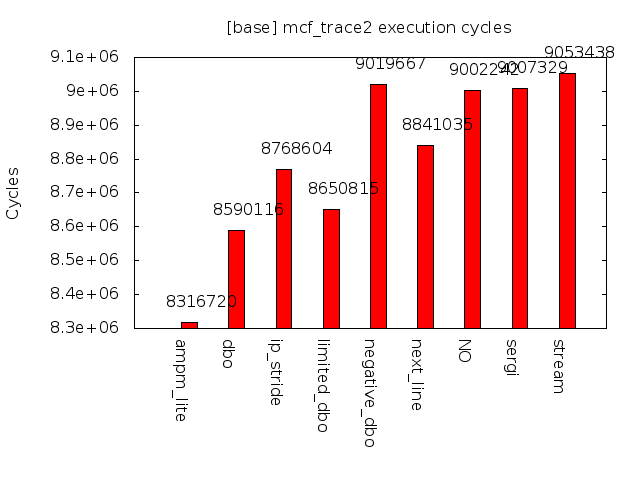 [base] mcf_trace2 execution cycles
Cycles
9.1e+06
9e+06
8.9e+06
8.8e+06
8.7e+06
8.6e+06
8.5e+06
8.4e+06
8.3e+06
8316720
8590116
8768604
8650815
9019667
8841035
9002242
9007329
9053438
ampm_lite
dbo
ip_stride
limited_dbo
negative_dbo
next_line
NO
sergi
stream